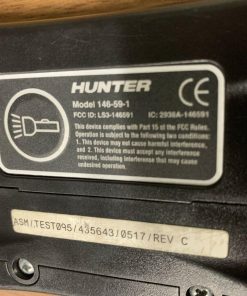 HUNTER
Model 146-59-1
FCC ID: LS3-146591 IC: 2938A-146591
This device complies with Part 15 of the FCC Rules.
Operation is subject to the following two conditions:
1. This device may not cause harmful interference, and 2. This device must accept any interference
received, including interference that may cause
undesired operation.
CE
ASM/TEST095/435643/0517/REV C